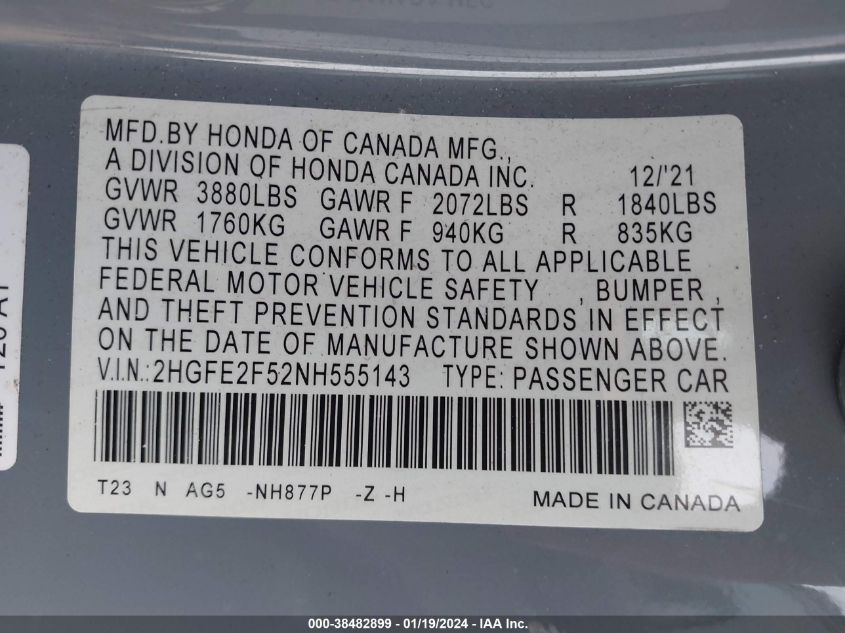 MFD.BY HONDA OF CANADA MFG.,
A DIVISION OF HONDA CANADA INC. 12/'21
GVWR 3880LBS GAWR F 2072LBS R 1840LBS
GVWR 1760KG GAWR F 940KG R 835KG
THIS VEHICLE CONFORMS TO ALL APPLICABLE
FEDERAL MOTOR VEHICLE SAFETY , BUMPER ,
AND THEFT PREVENTION STANDARDS IN EFFECT
ON THE DATE OF MANUFACTURE SHOWN ABOVE.
V.I.N.:2HGFE2F52NH555143 TYPE: PASSENGER CAR
T23 N AG5 -NH877P -Z -H MADE IN CANADA
000-38482899 - 01/19/2024 - IAA Inc.